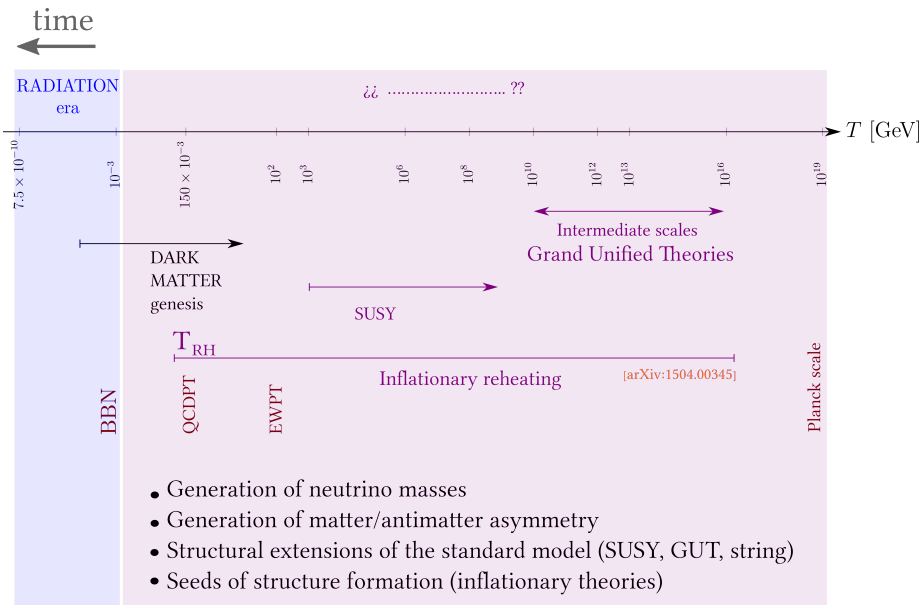 time
RADIATION
era
¿¿ ........................ ??
T [GeV]
7.5 × 10⁻¹⁰
10⁻³
150 × 10⁻³
10²
10³
10⁶
10⁸
10¹⁰
10¹²
10¹³
10¹⁶
10¹⁹
Intermediate scales
Grand Unified Theories
DARK
MATTER
genesis
SUSY
T_RH
Inflationary reheating
[arXiv:1504.00345]
BBN
QCDPT
EWPT
Planck scale
• Generation of neutrino masses
• Generation of matter/antimatter asymmetry
• Structural extensions of the standard model (SUSY, GUT, string)
• Seeds of structure formation (inflationary theories)